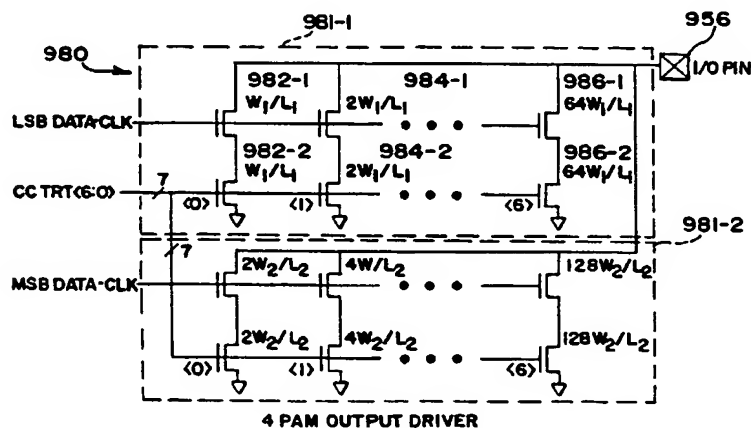 981-1
956
980
I/O PIN
982-1
984-1
986-1
W1/L1
2W1/L1
64W1/L1
LSB DATA-CLK
982-2
984-2
986-2
W1/L1
2W1/L1
64W1/L1
CC TRT<6:0>
7
<0>
<1>
<6>
981-2
7
2W2/L2
4W/L2
128W2/L2
MSB DATA-CLK
2W2/L2
4W2/L2
128W2/L2
<0>
<1>
<6>
4 PAM OUTPUT DRIVER